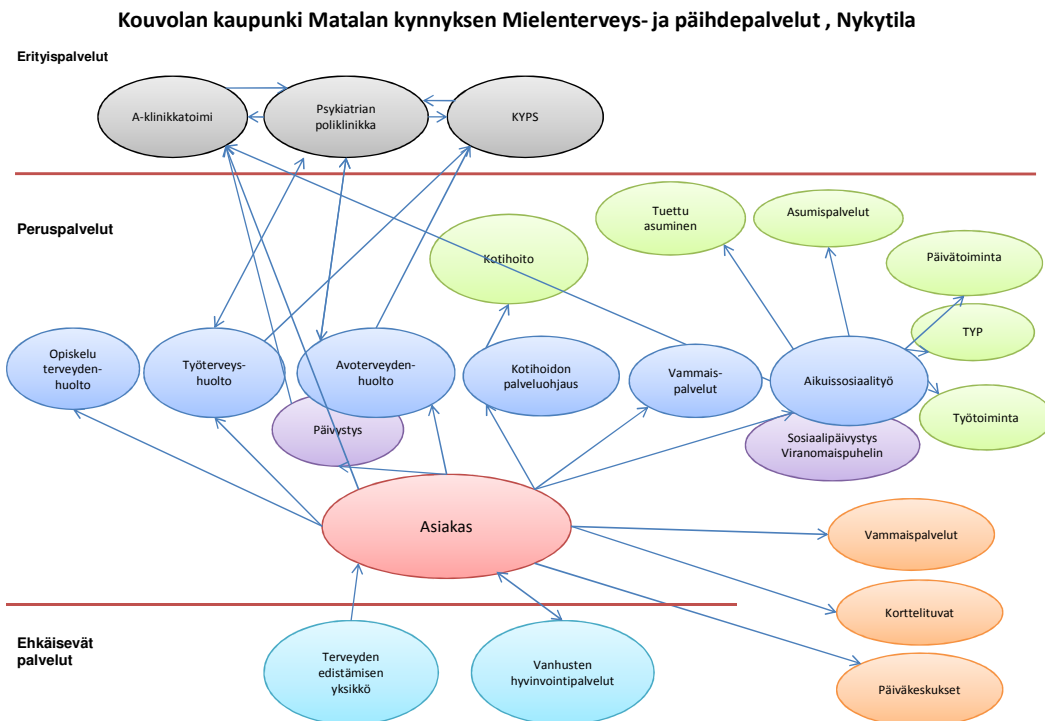 Kouvolan kaupunki Matalan kynnyksen Mielenterveys- ja päihdepalvelut , Nykytila
Erityispalvelut
A-klinikkatoimi
Psykiatrian
poliklinikka
KYPS
Peruspalvelut
Tuettu
asuminen
Asumispalvelut
Kotihoito
Päivätoiminta
TYP
Opiskelu
terveyden-
huolto
Työterveys-
huolto
Avoterveyden-
huolto
Kotihoidon
palveluohjaus
Vammais-
palvelut
Aikuissosiaalityö
Työtoiminta
Päivystys
Sosiaalipäivystys
Viranomaispuhelin
Asiakas
Vammaispalvelut
Korttelituvat
Ehkäisevät
palvelut
Terveyden
edistämisen
yksikkö
Vanhusten
hyvinvointipalvelut
Päiväkeskukset